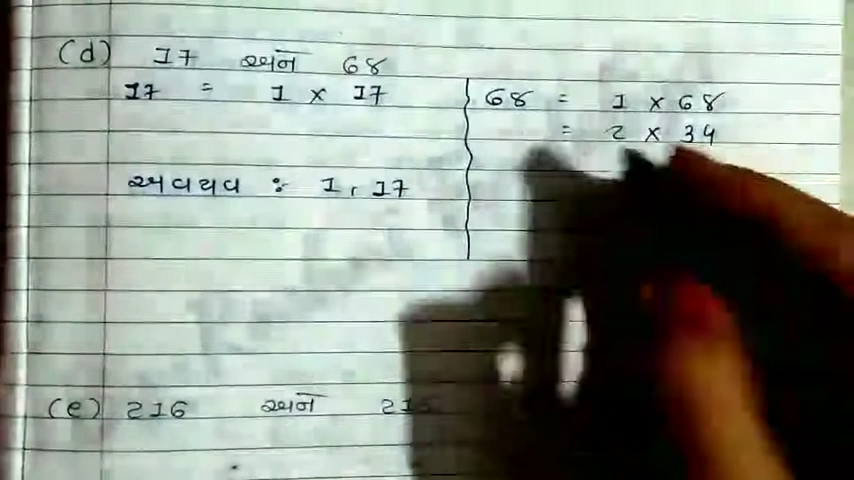 (d) 17 અને 68
17 = 1 × 17
અવયવ : 1, 17
68 = 1 × 68
= 2 × 34
(e) 216 અને